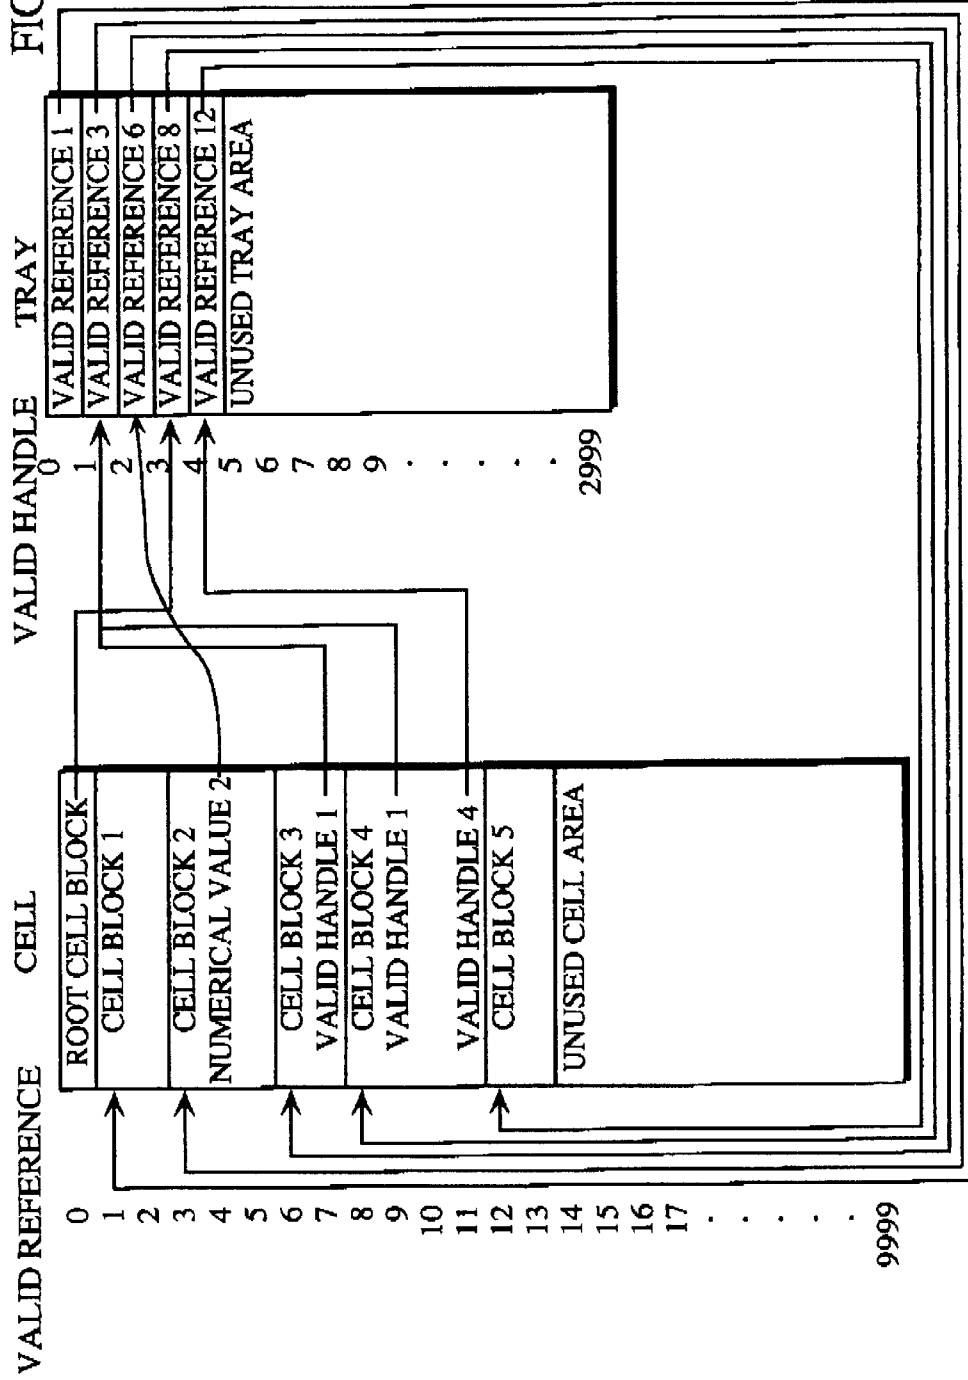 FIG
VALID REFERENCE CELL
0
1
2
3
4
5
6
7
8
9
10
11
12
13
14
15
16
17
. . . . .
9999
ROOT CELL BLOCK
CELL BLOCK 1
CELL BLOCK 2
NUMERICAL VALUE 2
CELL BLOCK 3
VALID HANDLE 1
CELL BLOCK 4
VALID HANDLE 1
VALID HANDLE 4
CELL BLOCK 5
UNUSED CELL AREA
VALID HANDLE TRAY
0
1
2
3
4
5
6
7
8
9
. . . . .
2999
VALID REFERENCE 1
VALID REFERENCE 3
VALID REFERENCE 6
VALID REFERENCE 8
VALID REFERENCE 12
UNUSED TRAY AREA